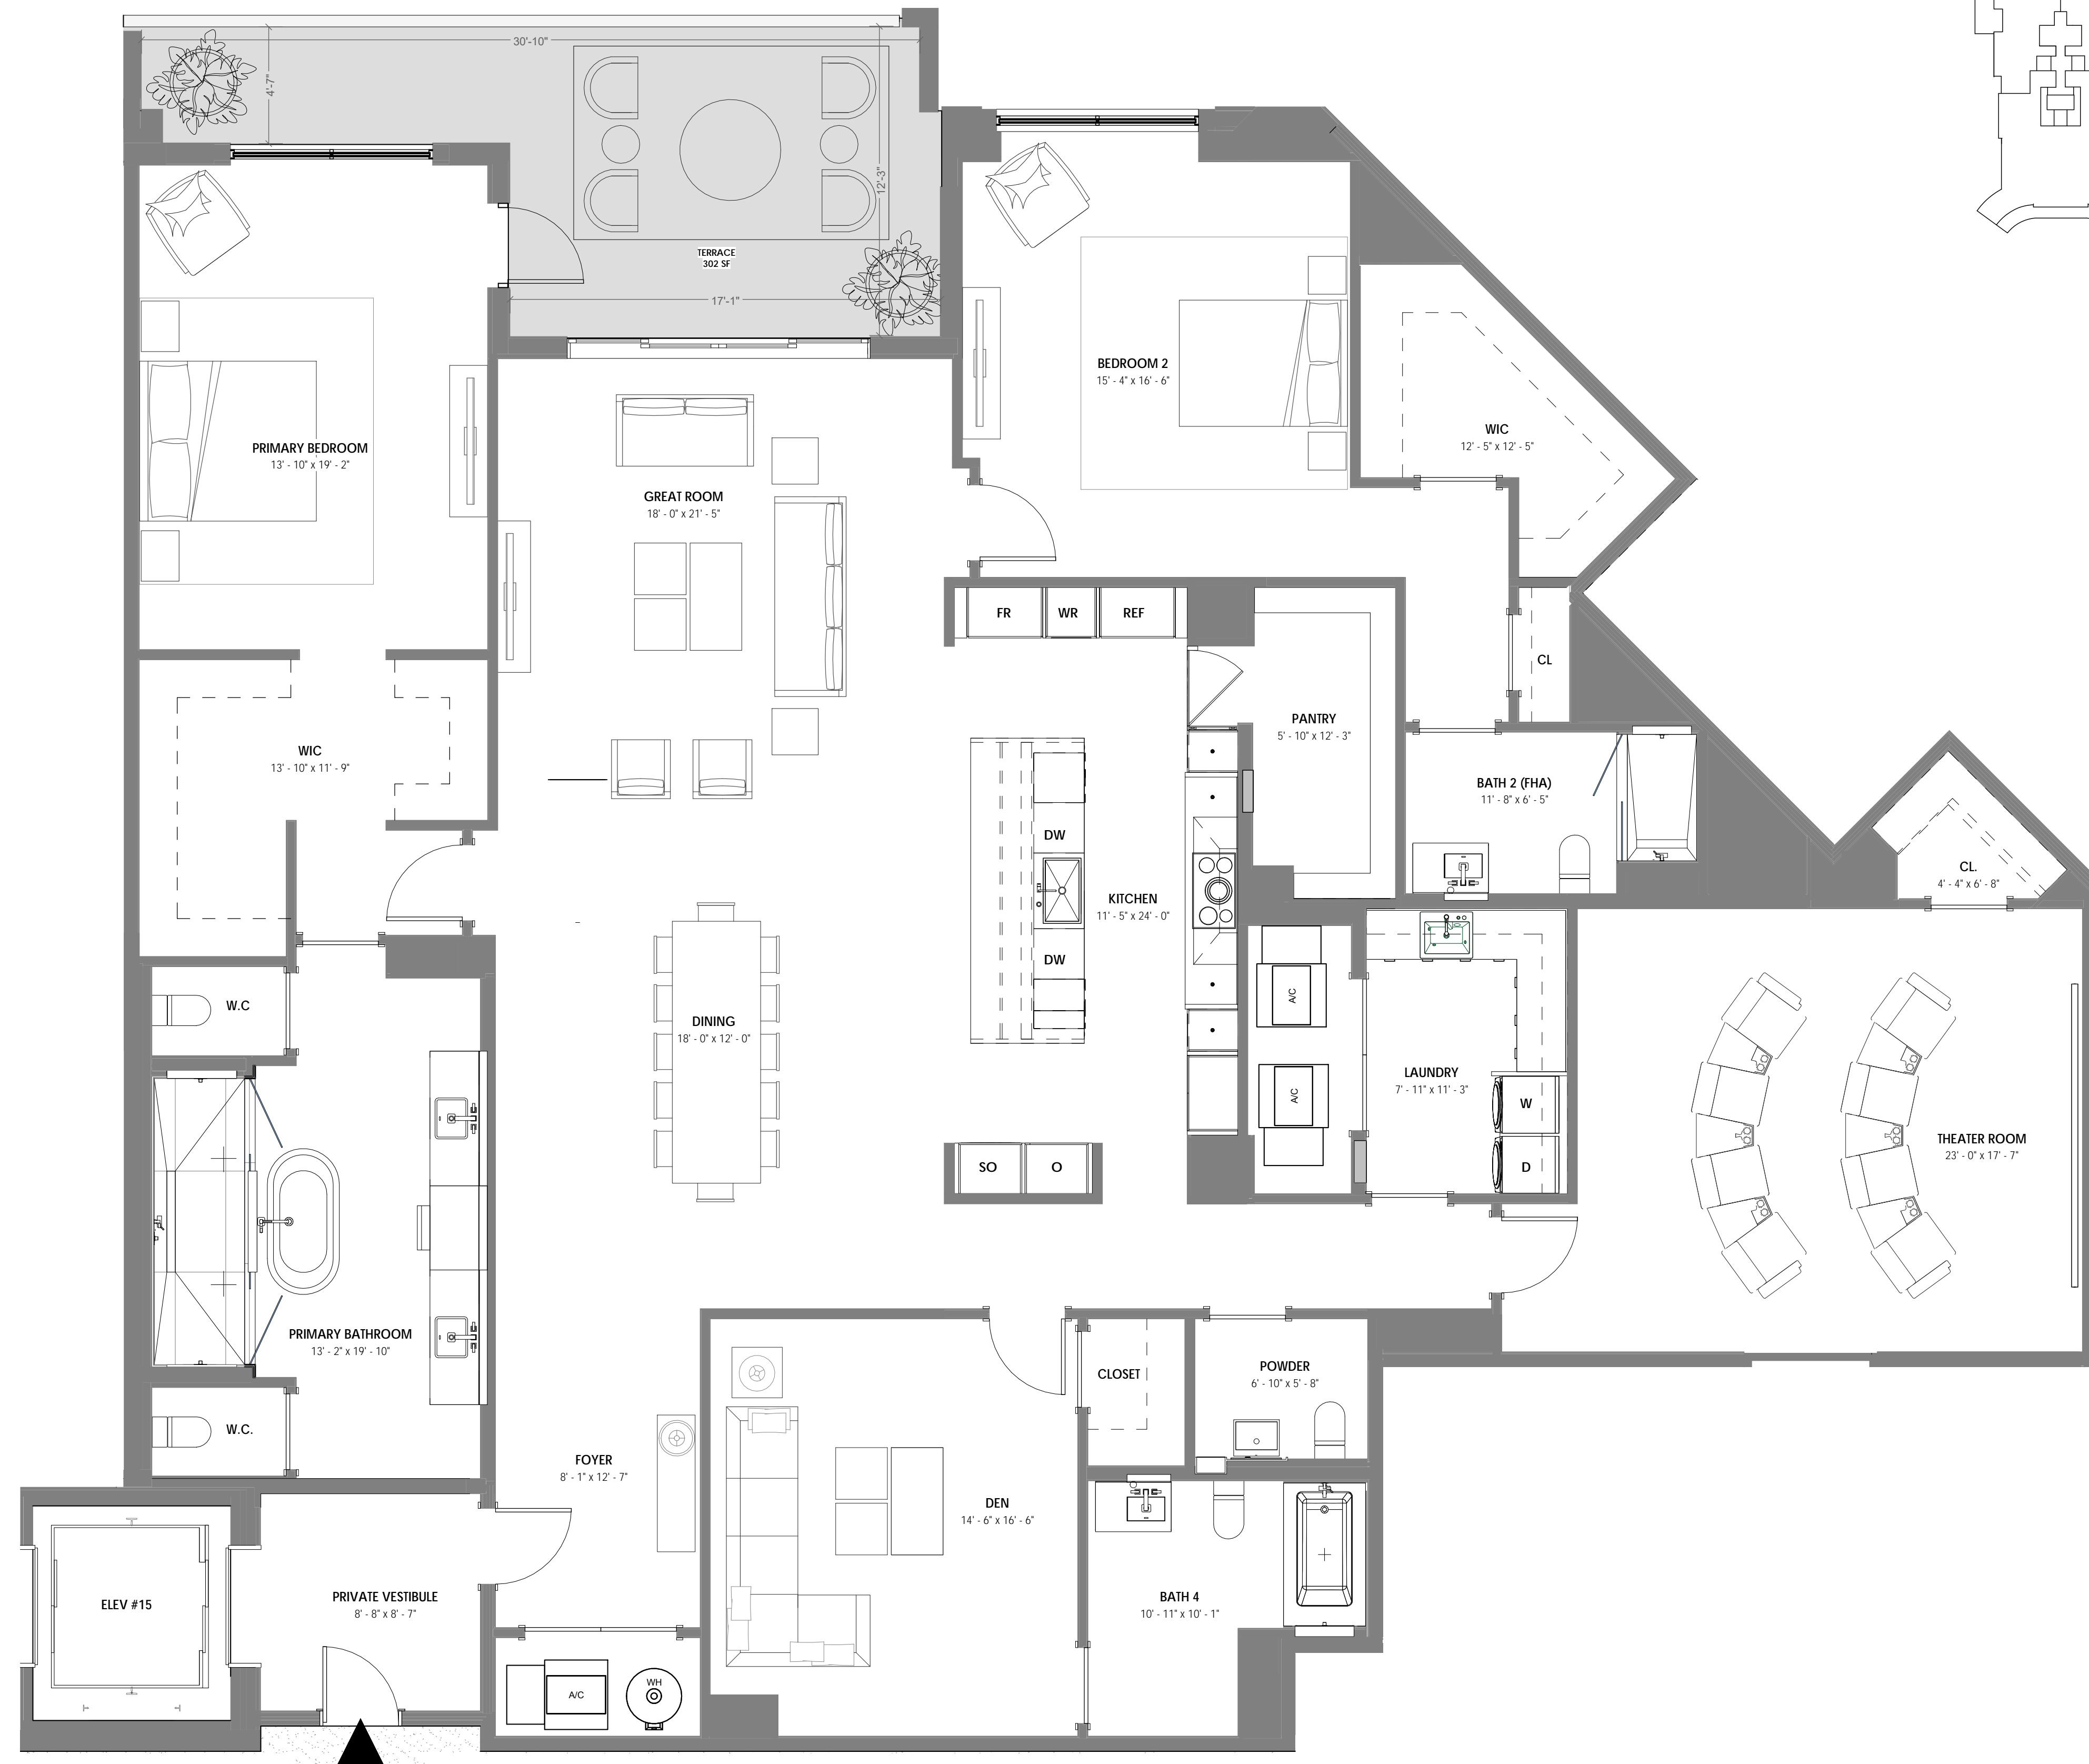 30'-10"
4'-7"
12'-3"
TERRACE
302 SF
17'-1"
BEDROOM 2
15' - 4" x 16' - 6"
WIC
12' - 5" x 12' - 5"
PRIMARY BEDROOM
13' - 10" x 19' - 2"
GREAT ROOM
18' - 0" x 21' - 5"
FR
WR
REF
CL
PANTRY
5' - 10" x 12' - 3"
WIC
13' - 10" x 11' - 9"
BATH 2 (FHA)
11' - 8" x 6' - 5"
DW
CL.
4' - 4" x 6' - 8"
KITCHEN
11' - 5" x 24' - 0"
DW
W.C
A/C
DINING
18' - 0" x 12' - 0"
LAUNDRY
7' - 11" x 11' - 3"
A/C
W
THEATER ROOM
23' - 0" x 17' - 7"
SO
O
D
PRIMARY BATHROOM
13' - 2" x 19' - 10"
CLOSET
POWDER
6' - 10" x 5' - 8"
W.C.
FOYER
8' - 1" x 12' - 7"
DEN
14' - 6" x 16' - 6"
ELEV #15
PRIVATE VESTIBULE
8' - 8" x 8' - 7"
BATH 4
10' - 11" x 10' - 1"
A/C
WH